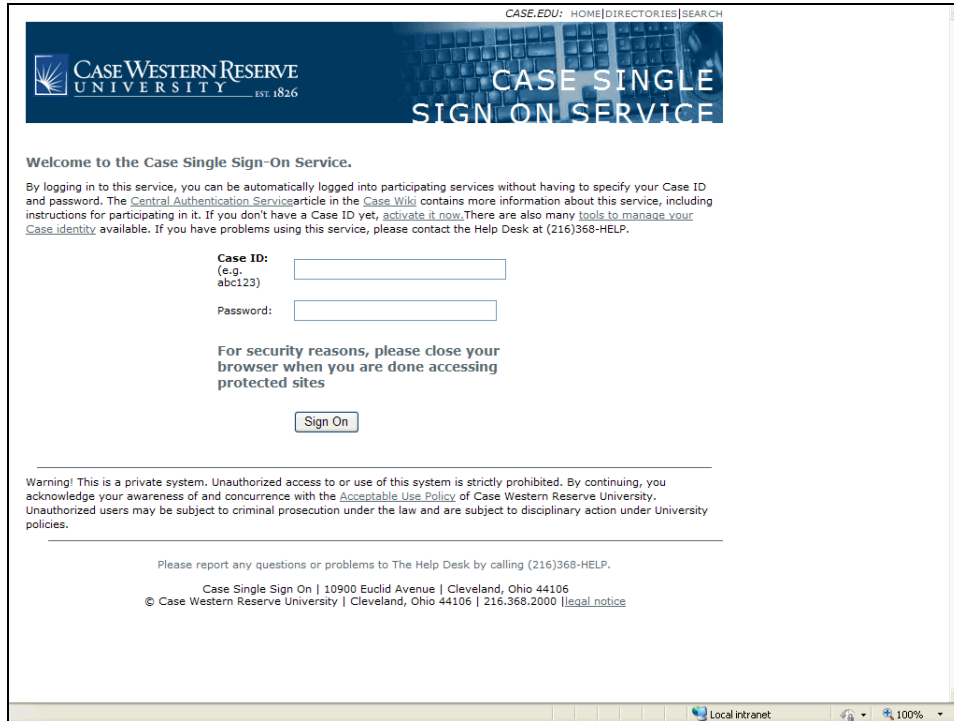 CASE.EDU: HOME|DIRECTORIES|SEARCH
CASE WESTERN RESERVE
UNIVERSITY EST. 1826
CASE SINGLE
SIGN ON SERVICE
Welcome to the Case Single Sign-On Service.
By logging in to this service, you can be automatically logged into participating services without having to specify your Case ID
and password. The Central Authentication Servicearticle in the Case Wiki contains more information about this service, including
instructions for participating in it. If you don't have a Case ID yet, activate it now.There are also many tools to manage your
Case identity available. If you have problems using this service, please contact the Help Desk at (216)368-HELP.
Case ID:
(e.g.
abc123)
Password:
For security reasons, please close your
browser when you are done accessing
protected sites
Sign On
Warning! This is a private system. Unauthorized access to or use of this system is strictly prohibited. By continuing, you
acknowledge your awareness of and concurrence with the Acceptable Use Policy of Case Western Reserve University.
Unauthorized users may be subject to criminal prosecution under the law and are subject to disciplinary action under University
policies.
Please report any questions or problems to The Help Desk by calling (216)368-HELP.
Case Single Sign On | 10900 Euclid Avenue | Cleveland, Ohio 44106
© Case Western Reserve University | Cleveland, Ohio 44106 | 216.368.2000 |legal notice
Local intranet 100%